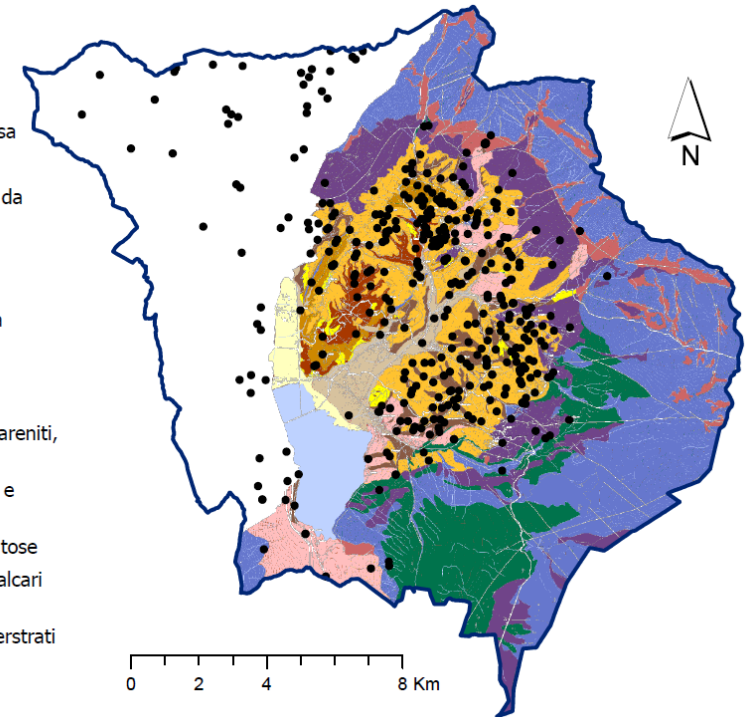 sa
da
areniti,
e
tose
alcari
erstrati
N
0 2 4 8 Km